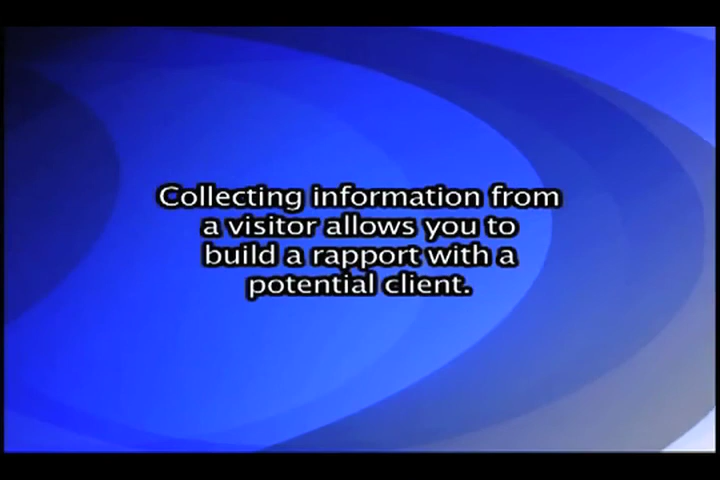 Collecting information from
a visitor allows you to
build a rapport with a
potential client.